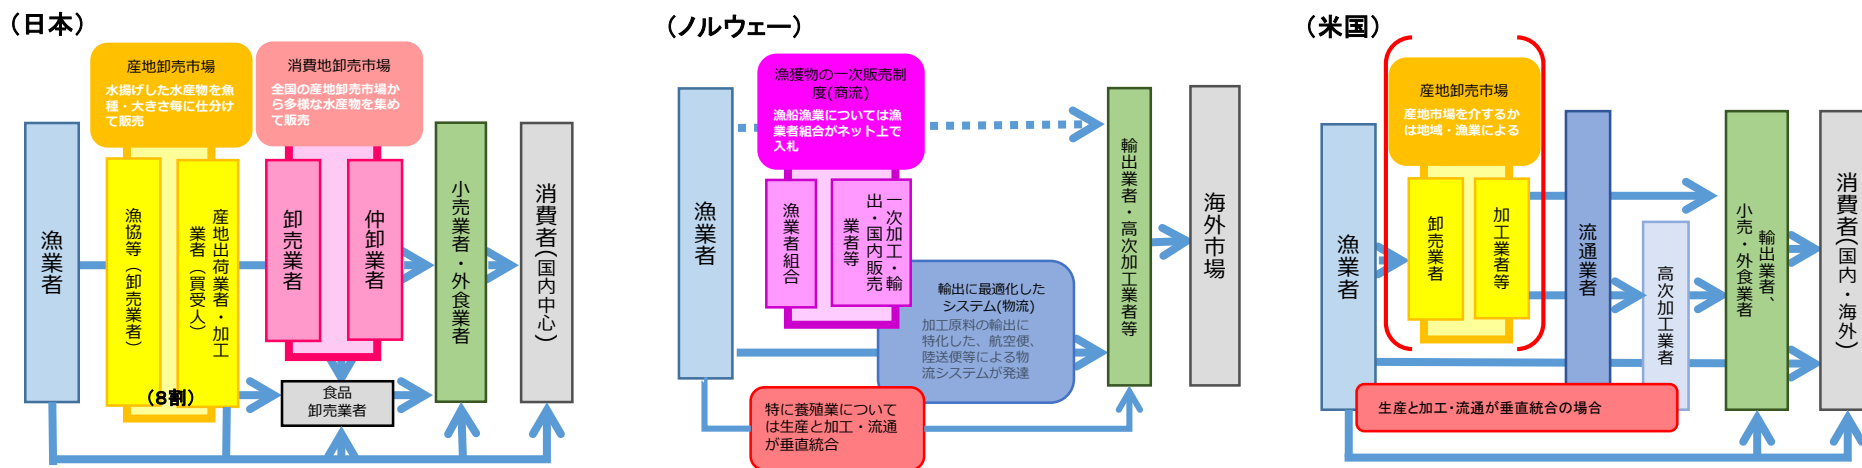 （日本）
産地卸売市場
水揚げした水産物を魚
種・大きさ毎に仕分け
て販売
消費地卸売市場
全国の産地卸売市場か
ら多様な水産物を集め
て販売
漁業者
漁協等（卸売業者）
産地出荷業者・加工
業者（買受人）
（8割）
卸売業者
仲卸業者
食品
卸売業者
小売業者・外食業者
消費者（国内中心）
（ノルウェー）
漁業者
漁獲物の一次販売制
度(商流)
漁船漁業については漁
業者組合がネット上で
入札
漁業者組合
一次加工・輸
出・国内販売
業者等
輸出に最適化した
システム(物流)
加工原料の輸出に
特化した、航空便、
陸送便等による物
流システムが発達
特に養殖業について
は生産と加工・流通
が垂直統合
輸出業者・高次加工業者等
海外市場
（米国）
漁業者
産地卸売市場
産地市場を介するか
は地域・漁業による
卸売業者
加工業者等
流通業者
高次加工業者
輸出業者、
小売・外食業者
消費者（国内・海外）
生産と加工・流通が垂直統合の場合